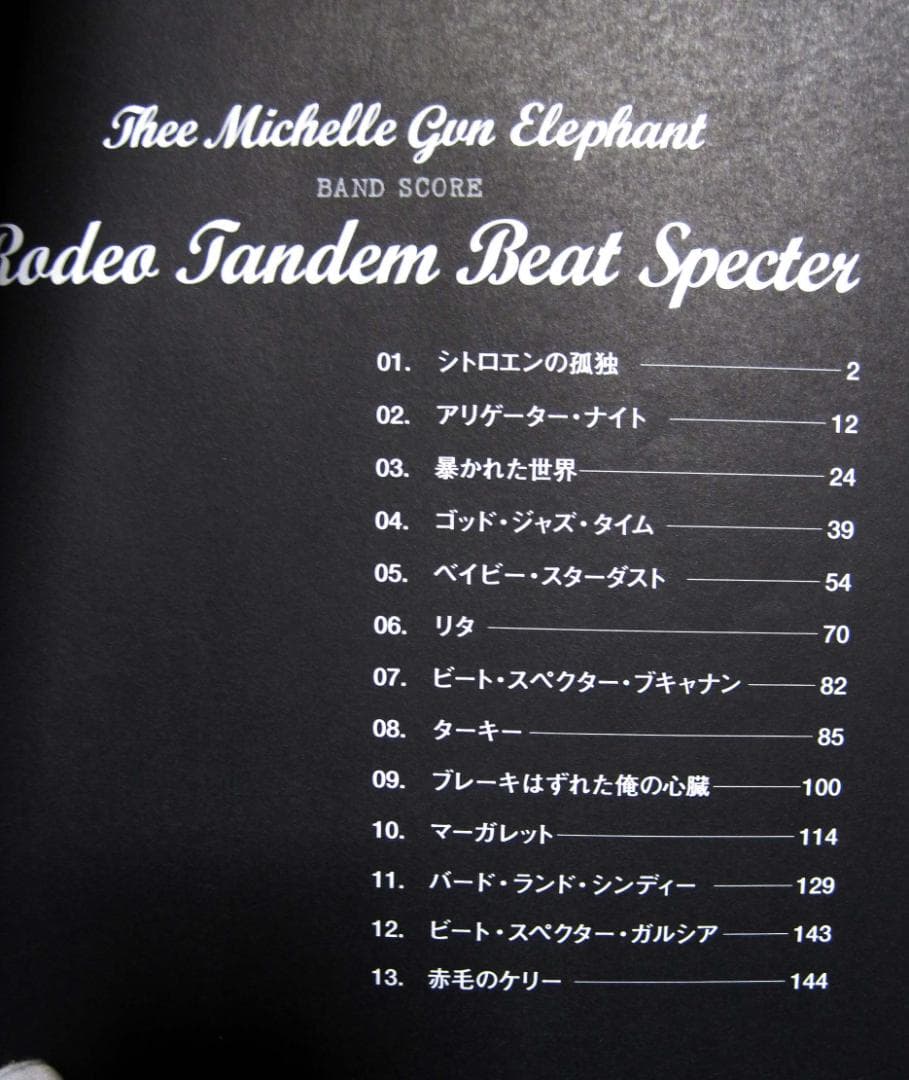 Thee Michelle Gun Elephant
BAND SCORE
Rodeo Tandem Beat Specter
01. シトロエンの孤独 2
02. アリゲーター・ナイト 12
03. 暴かれた世界 24
04. ゴッド・ジャズ・タイム 39
05. ベイビー・スターダスト 54
06. リタ 70
07. ビート・スペクター・ブキャナン 82
08. ターキー 85
09. ブレーキはずれた俺の心臓 100
10. マーガレット 114
11. バード・ランド・シンディー 129
12. ビート・スペクター・ガルシア 143
13. 赤毛のケリー 144